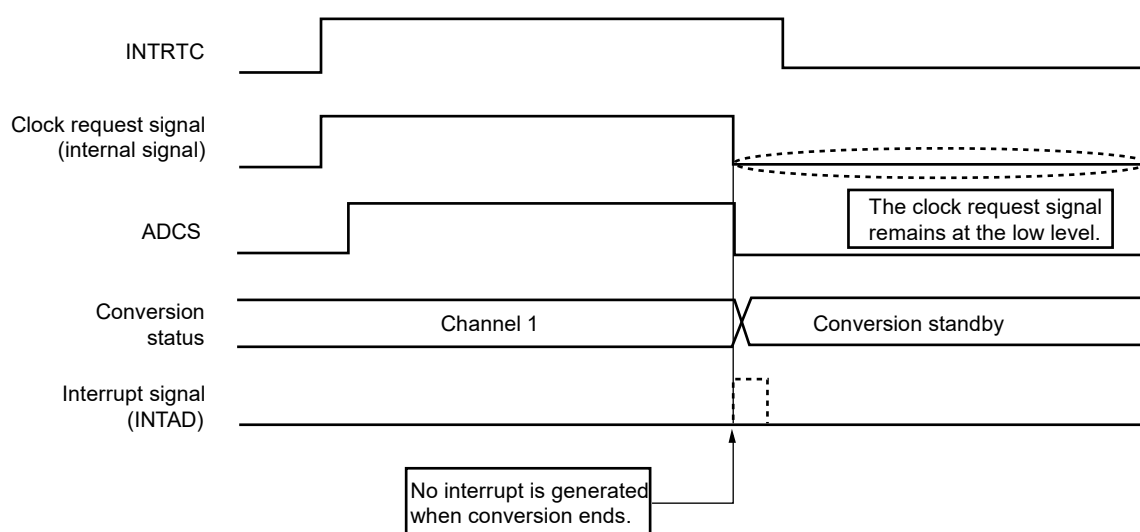 INTRTC
Clock request signal
(internal signal)
ADCS
The clock request signal
remains at the low level.
Conversion
status
Channel 1
Conversion standby
Interrupt signal
(INTAD)
No interrupt is generated
when conversion ends.